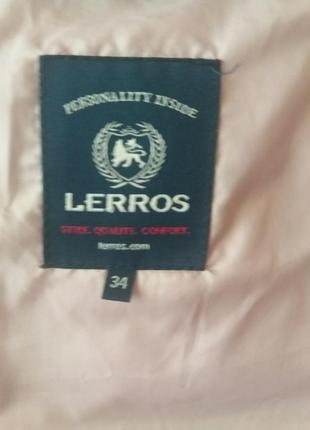 PERSONALITY INSIDE
LERROS
STYLE. QUALITY. COMFORT.
lerros.com
34